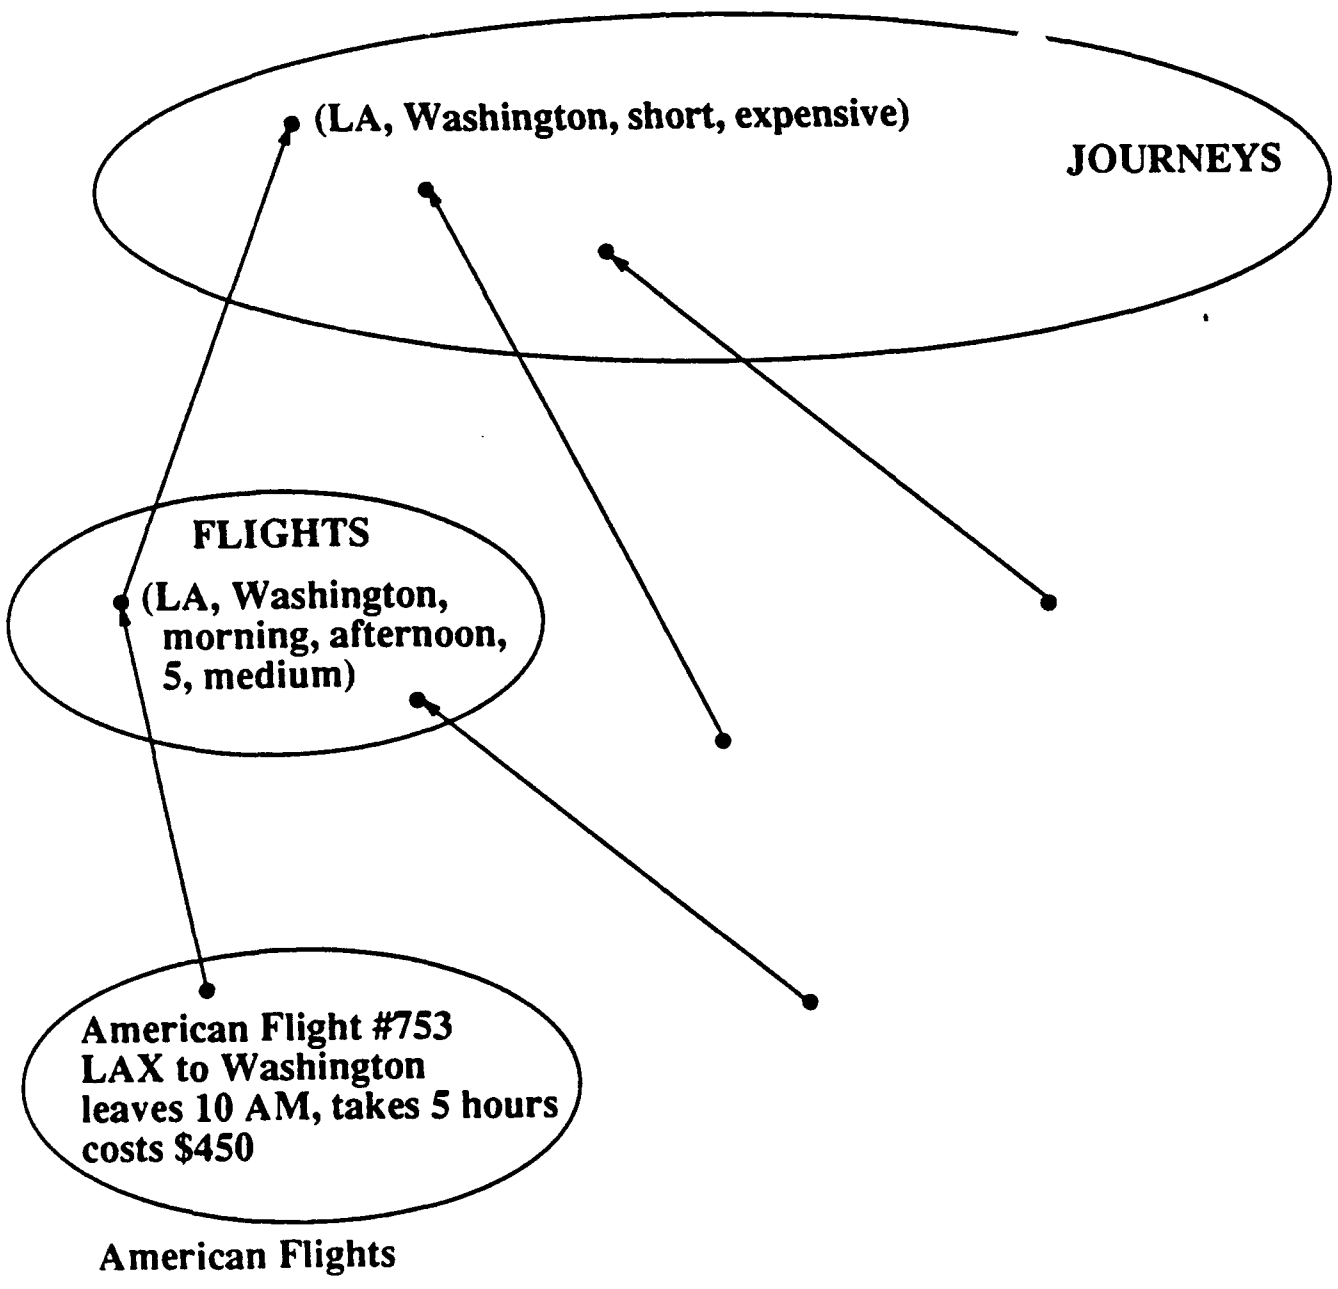 (LA, Washington, short, expensive)
JOURNEYS
FLIGHTS
(LA, Washington,
morning, afternoon,
5, medium)
American Flight #753
LAX to Washington
leaves 10 AM, takes 5 hours
costs $450
American Flights